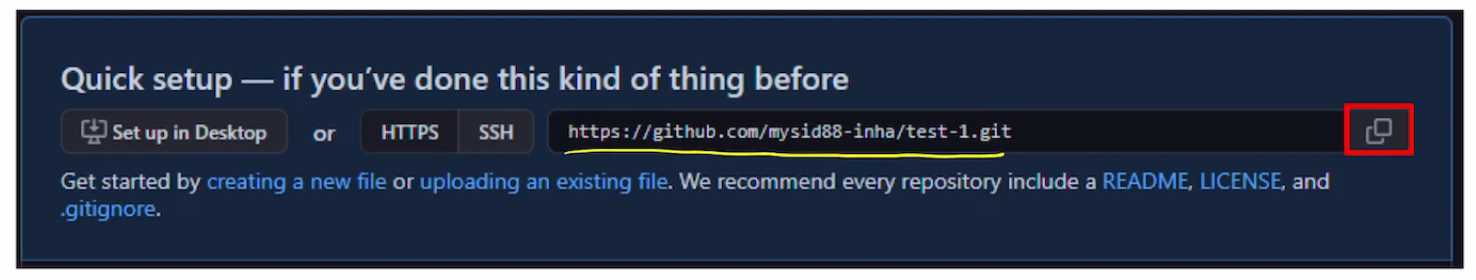 Quick setup — if you've done this kind of thing before
Set up in Desktop or HTTPS SSH https://github.com/mysid88-inha/test-1.git
Get started by creating a new file or uploading an existing file. We recommend every repository include a README, LICENSE, and
.gitignore.